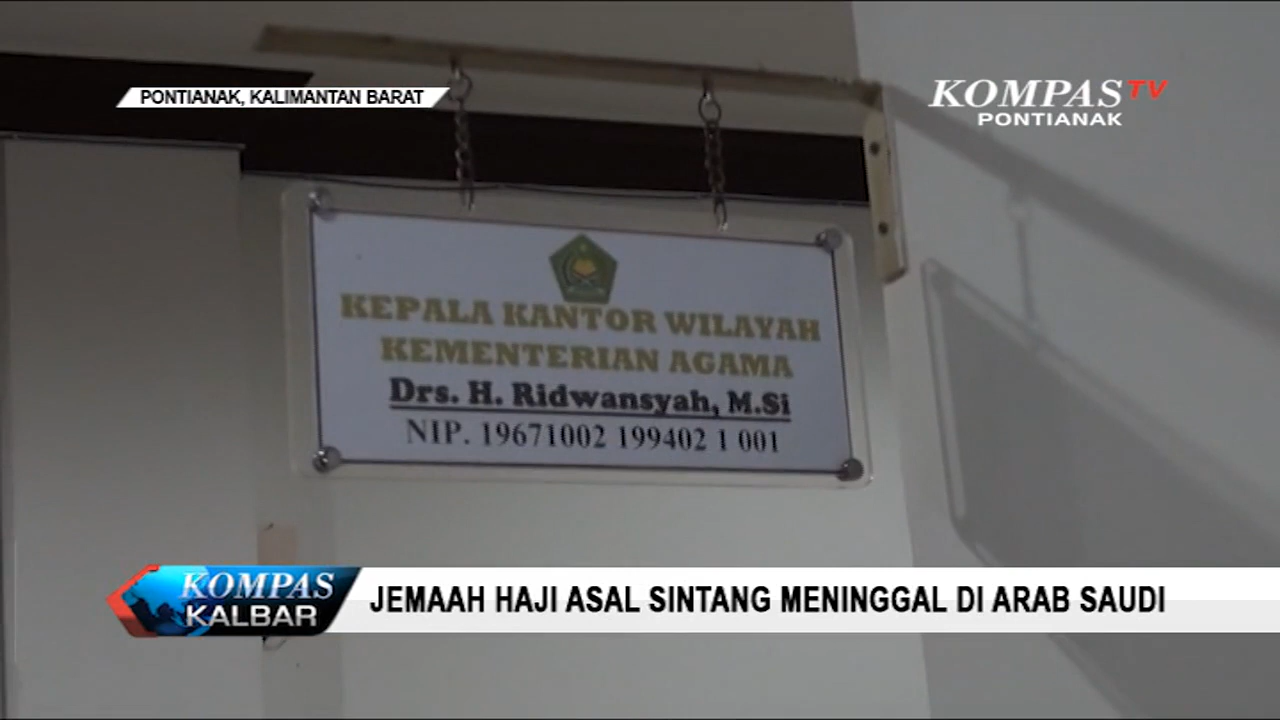 PONTIANAK, KALIMANTAN BARAT
KOMPAS TV
PONTIANAK
KEPALA KANTOR WILAYAH
KEMENTERIAN AGAMA
Drs. H. Ridwansyah, M.Si
NIP. 19671002 199402 1 001
KOMPAS
KALBAR
JEMAAH HAJI ASAL SINTANG MENINGGAL DI ARAB SAUDI